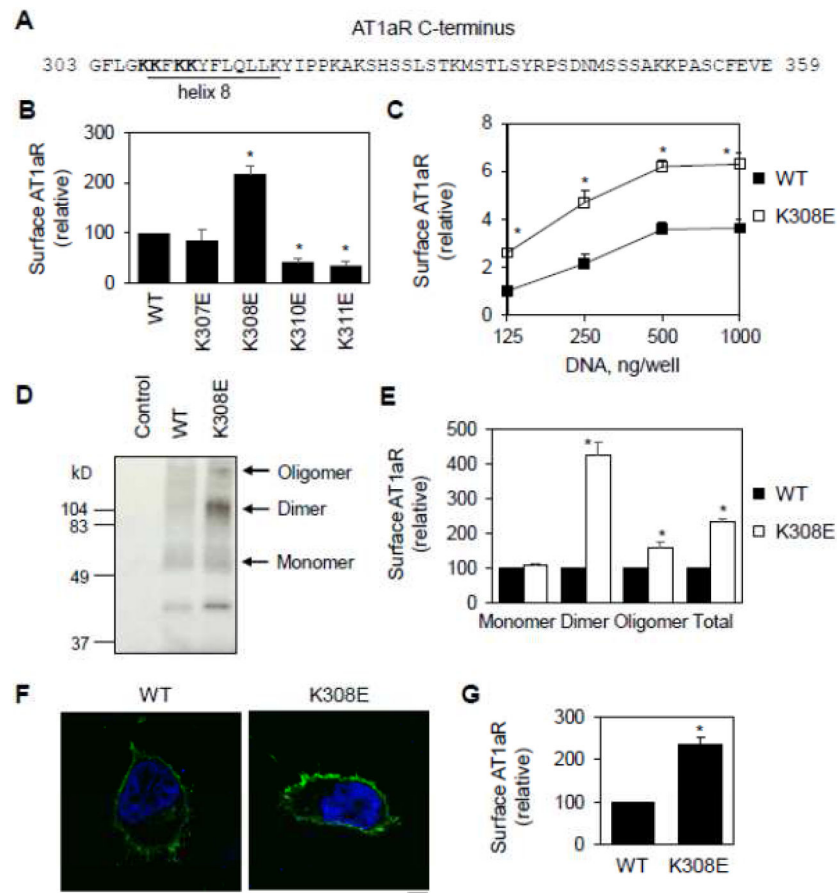 A
AT1aR C-terminus
303 GFLGKKFKKYFLQLLKYIPPKAKSHSSLSTKMSTLSYRPSDNMSSSAKKPASCFEVE 359
helix 8
B
Surface AT1aR
(relative)
300
200
100
0
*
*
*
WT
K307E
K308E
K310E
K311E
C
Surface AT1aR
(relative)
8
6
4
2
0
*
*
*
*
125 250 500 1000
DNA, ng/well
WT
K308E
D
Control
WT
K308E
kD
104
83
49
37
Oligomer
Dimer
Monomer
E
Surface AT1aR
(relative)
500
400
300
200
100
0
*
*
*
Monomer Dimer Oligomer Total
WT
K308E
F
WT
K308E
G
Surface AT1aR
(relative)
300
200
100
0
*
WT K308E